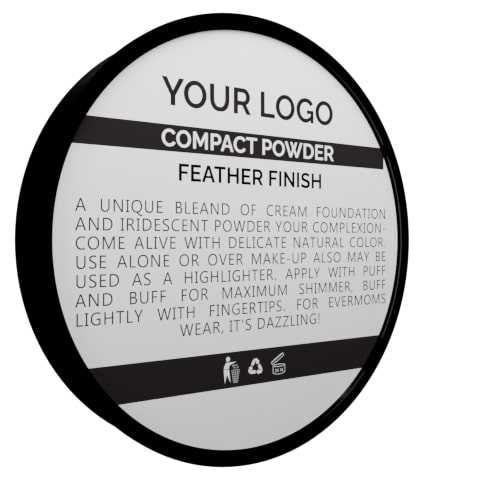 YOUR LOGO
COMPACT POWDER
FEATHER FINISH
A UNIQUE BLEAND OF CREAM FOUNDATION
AND IRIDESCENT POWDER YOUR COMPLEXION-
COME ALIVE WITH DELICATE NATURAL COLOR.
USE ALONE OR OVER MAKE-UP ALSO MAY BE
USED AS A HIGHLIGHTER. APPLY WITH PUFF
AND BUFF FOR MAXIMUM SHIMMER, BUFF
LIGHTLY WITH FINGERTIPS. FOR EVERMOMS
WEAR, IT'S DAZZLING!